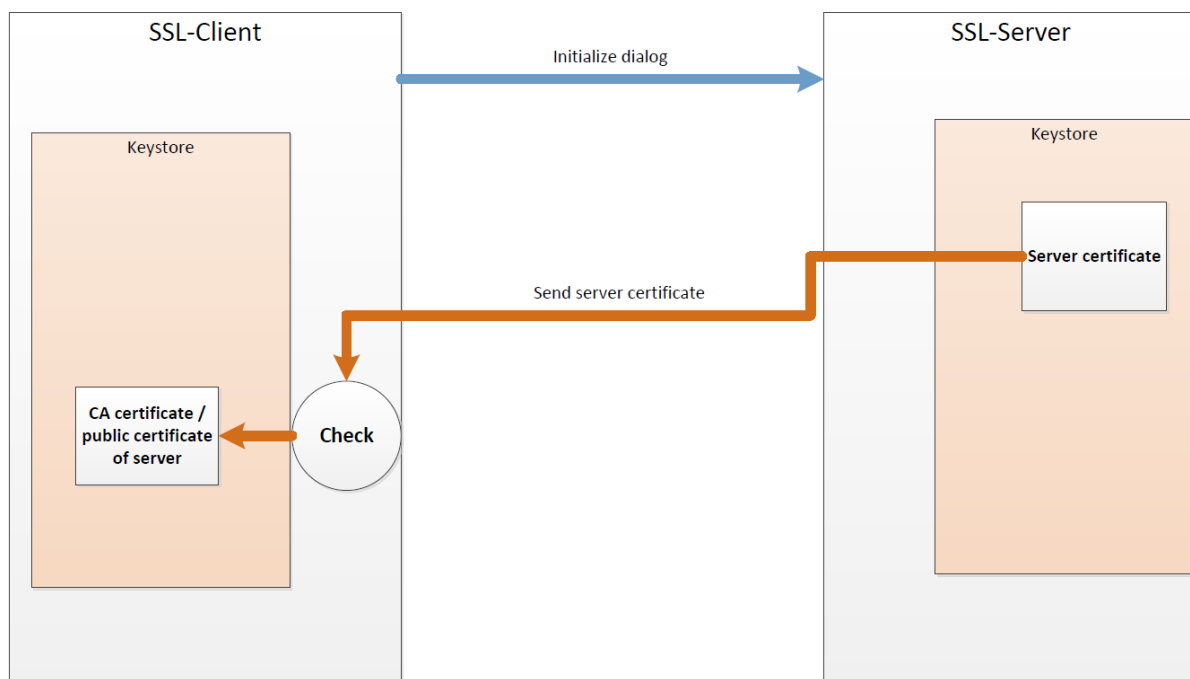 SSL-Client
SSL-Server
Initialize dialog
Keystore
Keystore
Server certificate
Send server certificate
CA certificate /
public certificate
of server
Check